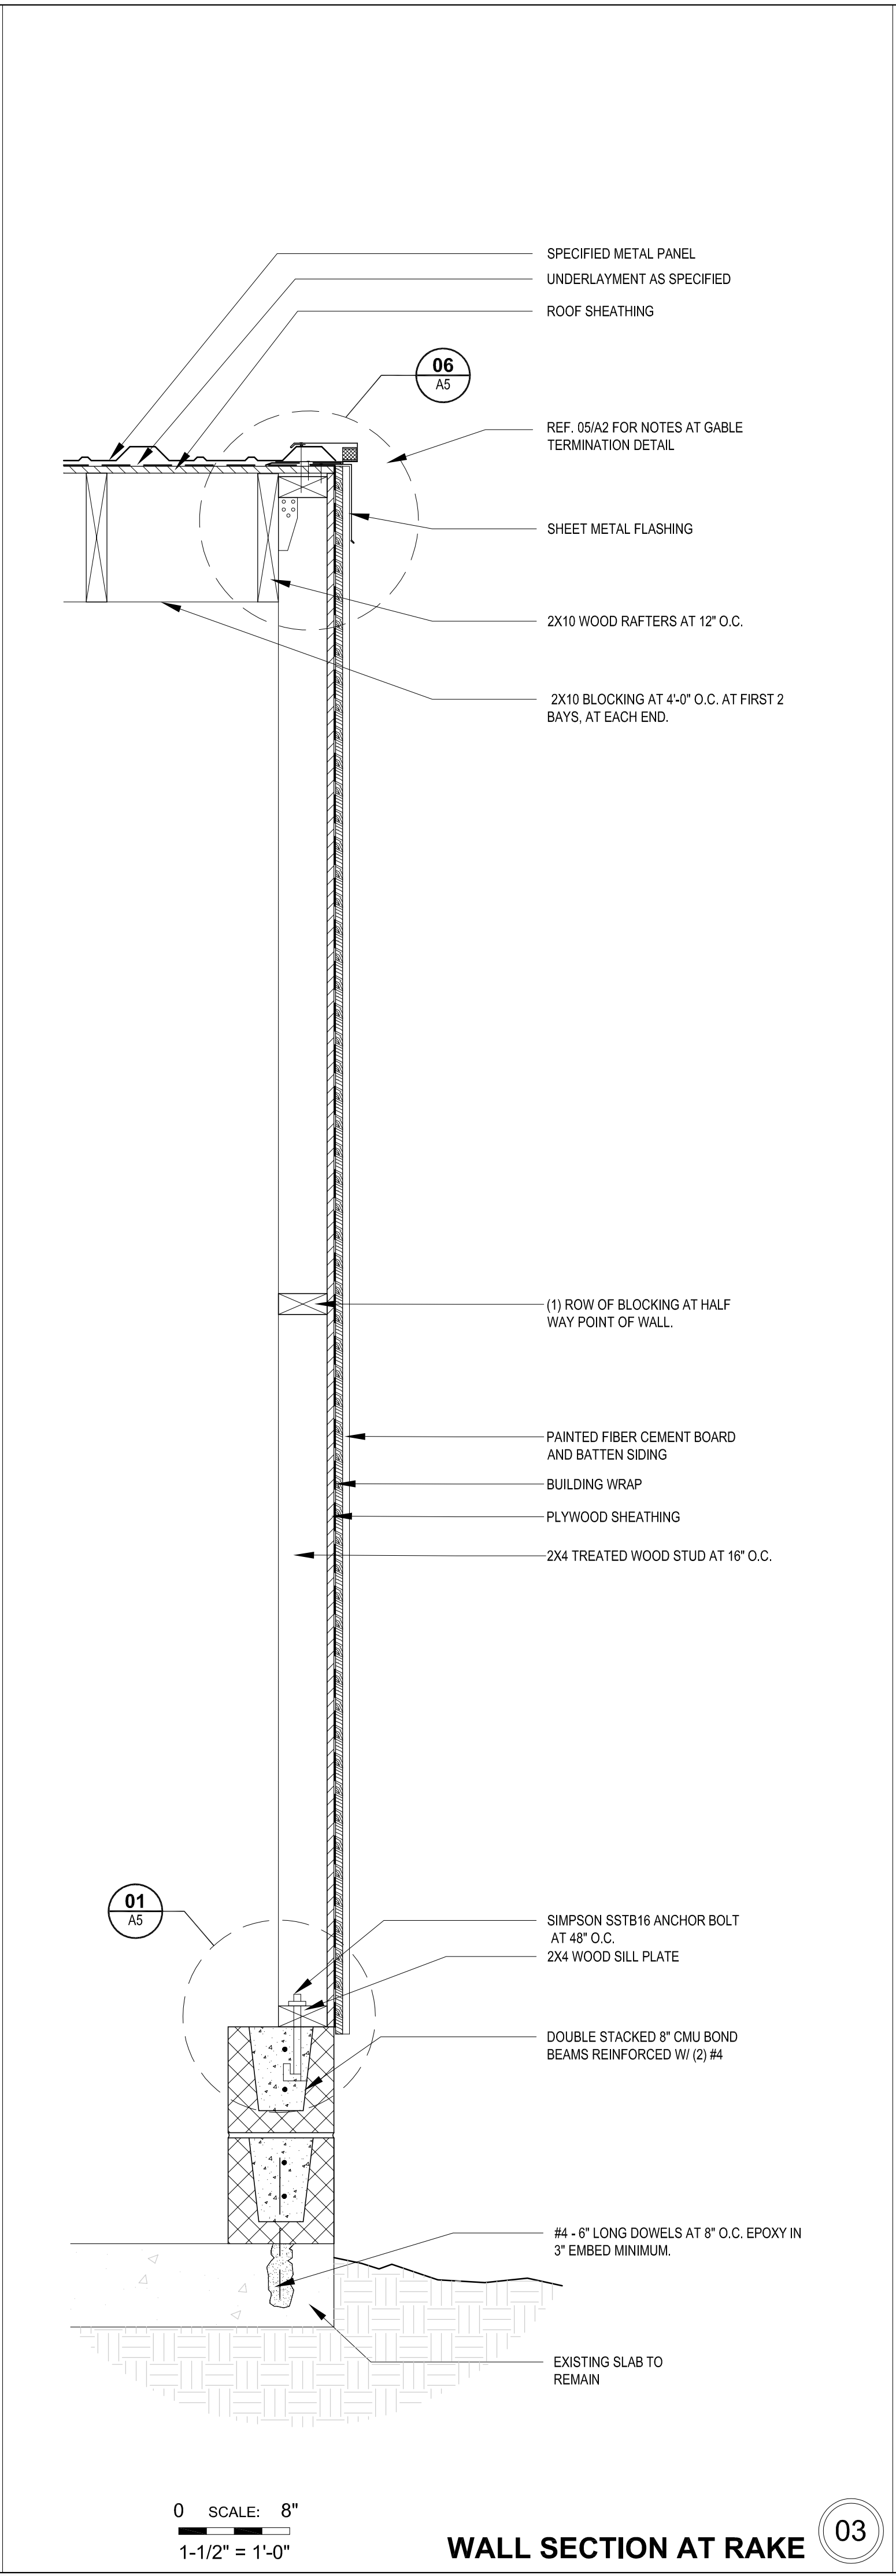 SPECIFIED METAL PANEL
UNDERLAYMENT AS SPECIFIED
ROOF SHEATHING
06
A5
REF. 05/A2 FOR NOTES AT GABLE
TERMINATION DETAIL
SHEET METAL FLASHING
2X10 WOOD RAFTERS AT 12" O.C.
2X10 BLOCKING AT 4'-0" O.C. AT FIRST 2
BAYS, AT EACH END.
(1) ROW OF BLOCKING AT HALF
WAY POINT OF WALL.
PAINTED FIBER CEMENT BOARD
AND BATTEN SIDING
BUILDING WRAP
PLYWOOD SHEATHING
2X4 TREATED WOOD STUD AT 16" O.C.
01
A5
SIMPSON SSTB16 ANCHOR BOLT
AT 48" O.C.
2X4 WOOD SILL PLATE
DOUBLE STACKED 8" CMU BOND
BEAMS REINFORCED W/ (2) #4
#4 - 6" LONG DOWELS AT 8" O.C. EPOXY IN
3" EMBED MINIMUM.
EXISTING SLAB TO
REMAIN
0 SCALE: 8"
1-1/2" = 1'-0"
WALL SECTION AT RAKE
03